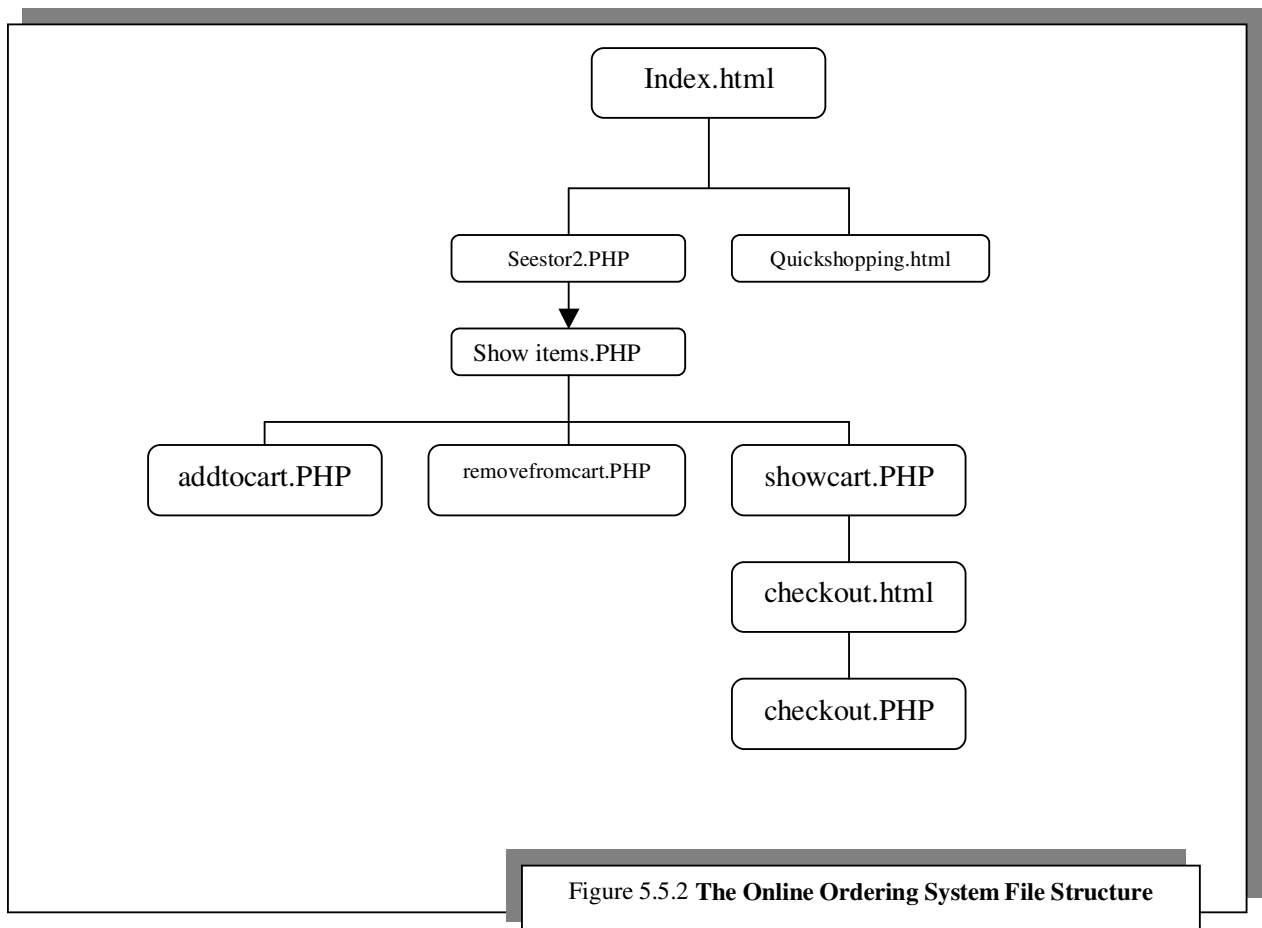 Index.html
Seestor2.PHP
Quickshopping.html
Show items.PHP
addtocart.PHP
removefromcart.PHP
showcart.PHP
checkout.html
checkout.PHP
Figure 5.5.2 The Online Ordering System File Structure